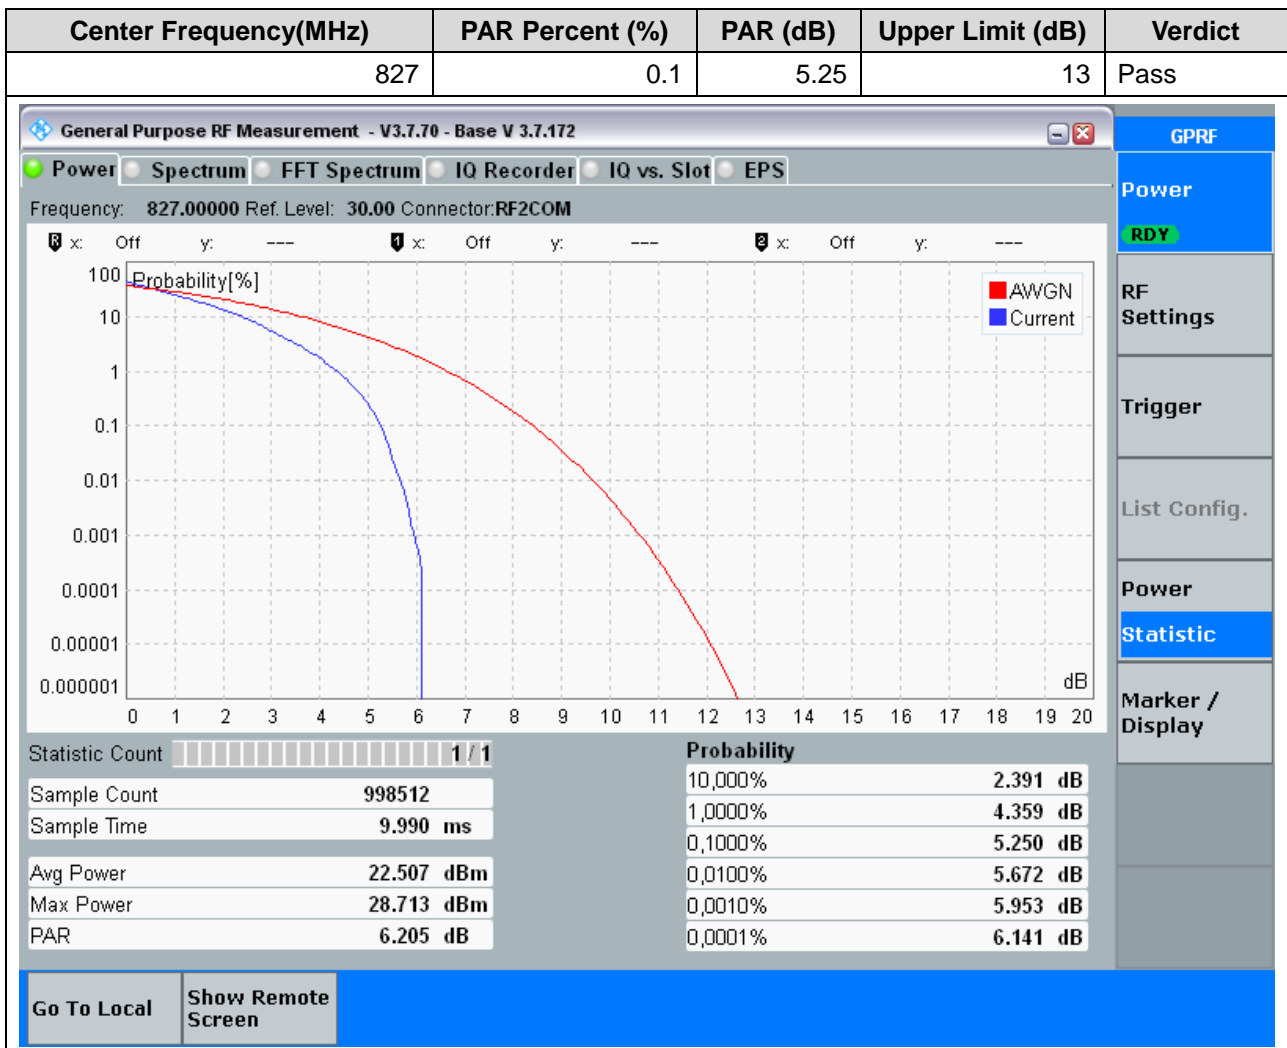 Center Frequency(MHz) PAR Percent (%) PAR (dB) Upper Limit (dB) Verdict
827 0.1 5.25 13 Pass
General Purpose RF Measurement - V3.7.70 - Base V 3.7.172
GPRF
Power Spectrum FFT Spectrum IQ Recorder IQ vs. Slot EPS
Frequency: 827.00000 Ref. Level: 30.00 Connector:RF2COM
R x: Off y: --- 1 x: Off y: --- 2 x: Off y: ---
Probability[%]
AWGN
Current
100
10
1
0.1
0.01
0.001
0.0001
0.00001
0.000001
dB
0 1 2 3 4 5 6 7 8 9 10 11 12 13 14 15 16 17 18 19 20
Statistic Count 1 / 1
Sample Count 998512
Sample Time 9.990 ms
Avg Power 22.507 dBm
Max Power 28.713 dBm
PAR 6.205 dB
Probability
10,000% 2.391 dB
1,0000% 4.359 dB
0,1000% 5.250 dB
0,0100% 5.672 dB
0,0010% 5.953 dB
0,0001% 6.141 dB
Power
RDY
RF
Settings
Trigger
List Config.
Power
Statistic
Marker /
Display
Go To Local
Show Remote
Screen